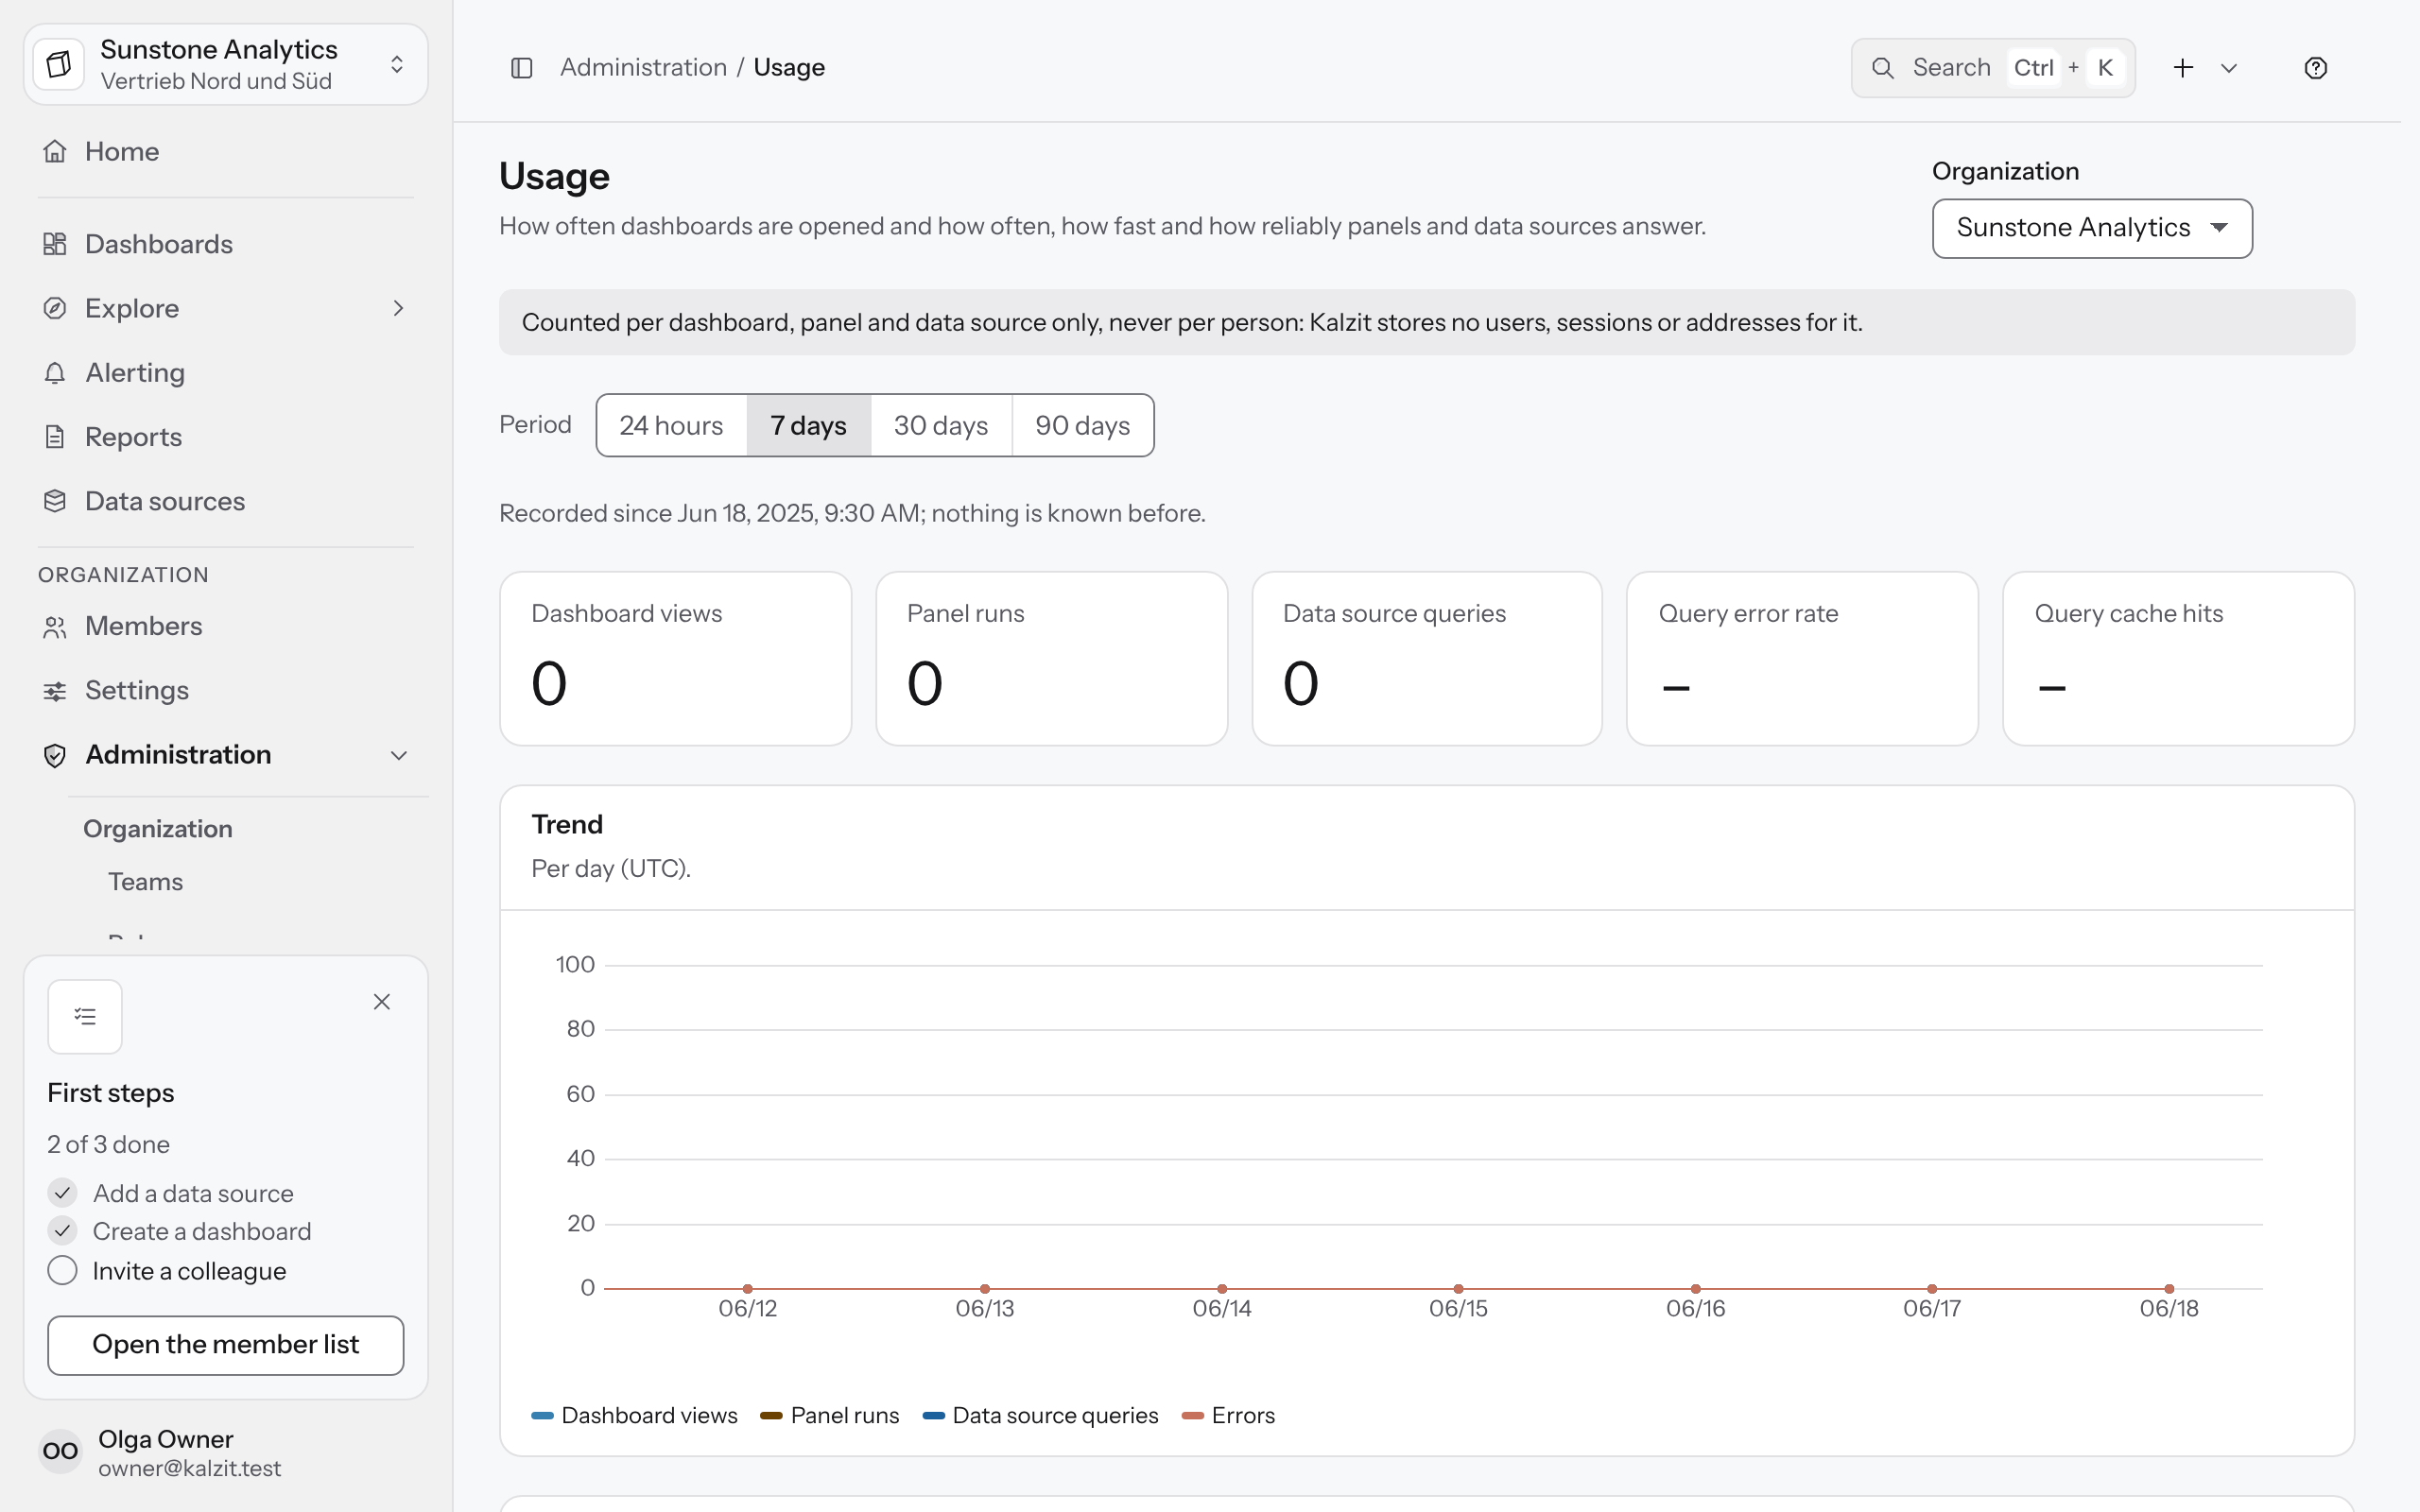 Sunstone Analytics
Vertrieb Nord und Süd
Home
Dashboards
Explore
Alerting
Reports
Data sources
ORGANIZATION
Members
Settings
Administration
Organization
Teams
First steps
2 of 3 done
Add a data source
Create a dashboard
Invite a colleague
Open the member list
OO
Olga Owner
owner@kalzit.test
Administration / Usage
Search Ctrl + K
Usage
How often dashboards are opened and how often, how fast and how reliably panels and data sources answer.
Organization
Sunstone Analytics
Counted per dashboard, panel and data source only, never per person: Kalzit stores no users, sessions or addresses for it.
Period 24 hours 7 days 30 days 90 days
Recorded since Jun 18, 2025, 9:30 AM; nothing is known before.
Dashboard views
0
Panel runs
0
Data source queries
0
Query error rate
–
Query cache hits
–
Trend
Per day (UTC).
100
80
60
40
20
0
06/12 06/13 06/14 06/15 06/16 06/17 06/18
Dashboard views Panel runs Data source queries Errors